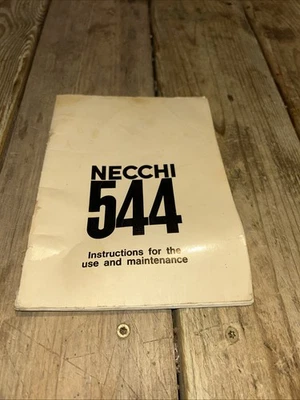 NECCHI
544
Instructions for the
use and maintenance